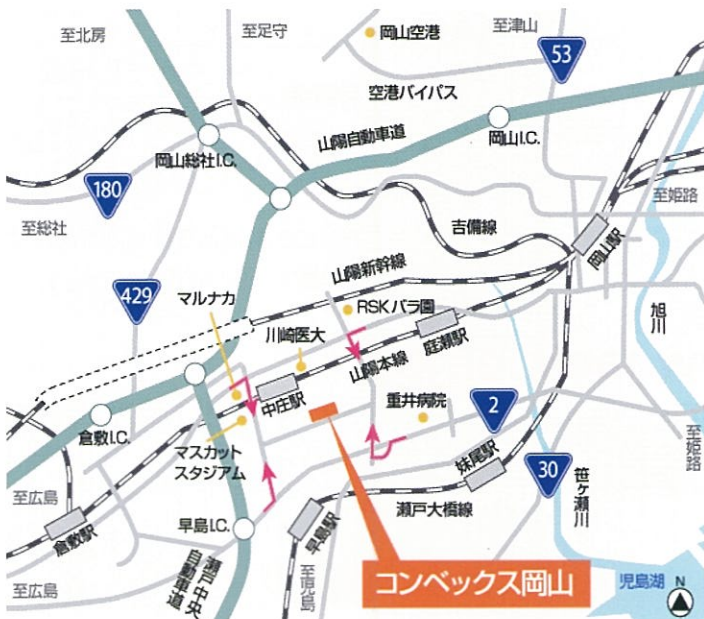 至北房
至足守
岡山空港
至津山
53
空港バイパス
山陽自動車道
岡山I.C.
岡山総社I.C.
180
至総社
吉備線
至姫路
岡山駅
429
山陽新幹線
マルナカ
RSKバラ園
旭川
川崎医大
山陽本線
庭瀬駅
中庄駅
重井病院
2
倉敷I.C.
マスカット
スタジアム
妹尾駅
30
至姫路
至広島
笹ヶ瀬川
瀬戸大橋線
早島I.C.
早島駅
倉敷駅
瀬戸中央
自動車道
至児島
至広島
コンベックス岡山
児島湖
N